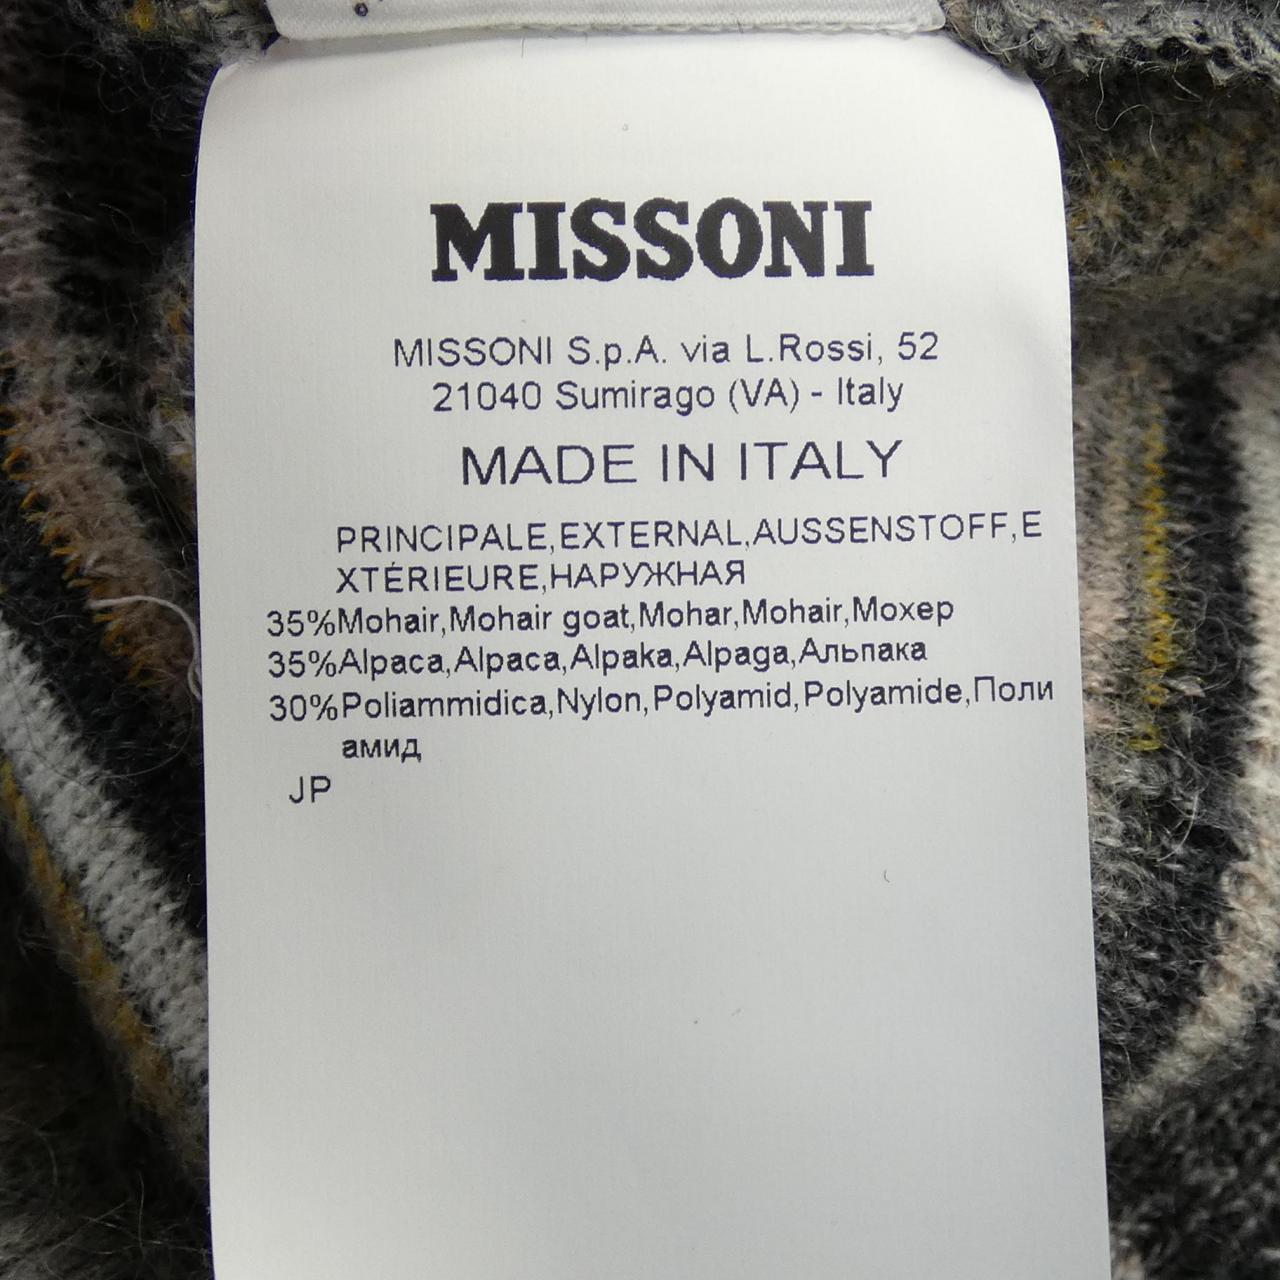 MISSONI
MISSONI S.p.A. via L.Rossi, 52
21040 Sumirago (VA) - Italy
MADE IN ITALY
PRINCIPALE,EXTERNAL,AUSSENSTOFF,E
XTÉRIEURE,НАРУЖНАЯ
35%Mohair,Mohair goat,Mohar,Mohair,Мохер
35%Alpaca,Alpaca,Alpaka,Alpaga,Альпака
30%Poliammidica,Nylon,Polyamid,Polyamide,Поли
амид
JP